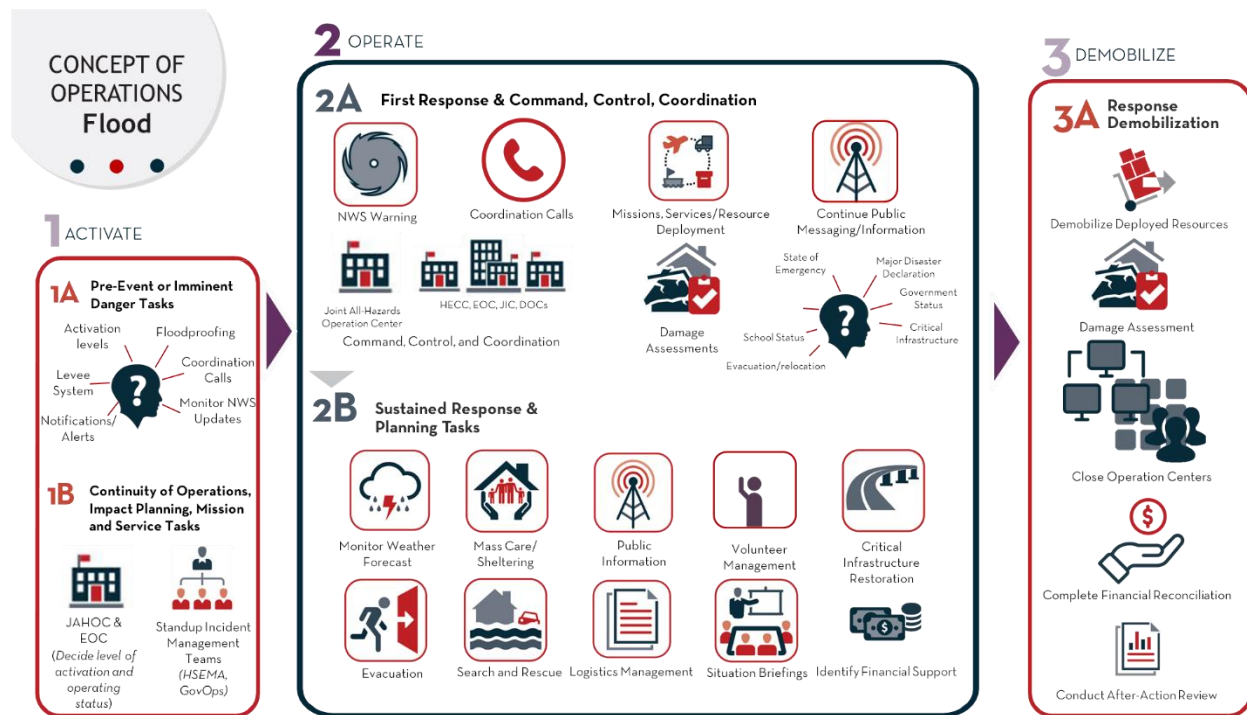 CONCEPT OF
OPERATIONS
Flood
1 ACTIVATE
1A Pre-Event or Imminent
Danger Tasks
Activation
levels
Floodproofing
Levee
System
Coordination
Calls
?
Notifications/
Alerts
Monitor NWS
Updates
1B Continuity of Operations,
Impact Planning, Mission
and Service Tasks
JAHOC &
EOC
(Decide level of
activation and
operating
status)
Standup Incident
Management
Teams
(HSEMA,
GovOps)
2 OPERATE
2A First Response & Command, Control, Coordination
NWS Warning
Coordination Calls
Missions, Services/Resource
Deployment
Continue Public
Messaging/Information
Joint All-Hazards
Operation Center
HECC, EOC, JIC, DOCs
Command, Control, and Coordination
Damage
Assessments
State of
Emergency
Major Disaster
Declaration
Government
Status
?
School Status
Critical
Infrastructure
Evacuation/relocation
2B Sustained Response &
Planning Tasks
Monitor Weather
Forecast
Mass Care/
Sheltering
Public
Information
Volunteer
Management
Critical
Infrastructure
Restoration
Evacuation
Search and Rescue
Logistics Management
Situation Briefings
$
Identify Financial Support
3 DEMOBILIZE
3A Response
Demobilization
Demobilize Deployed Resources
Damage Assessment
Close Operation Centers
$
Complete Financial Reconciliation
Conduct After-Action Review